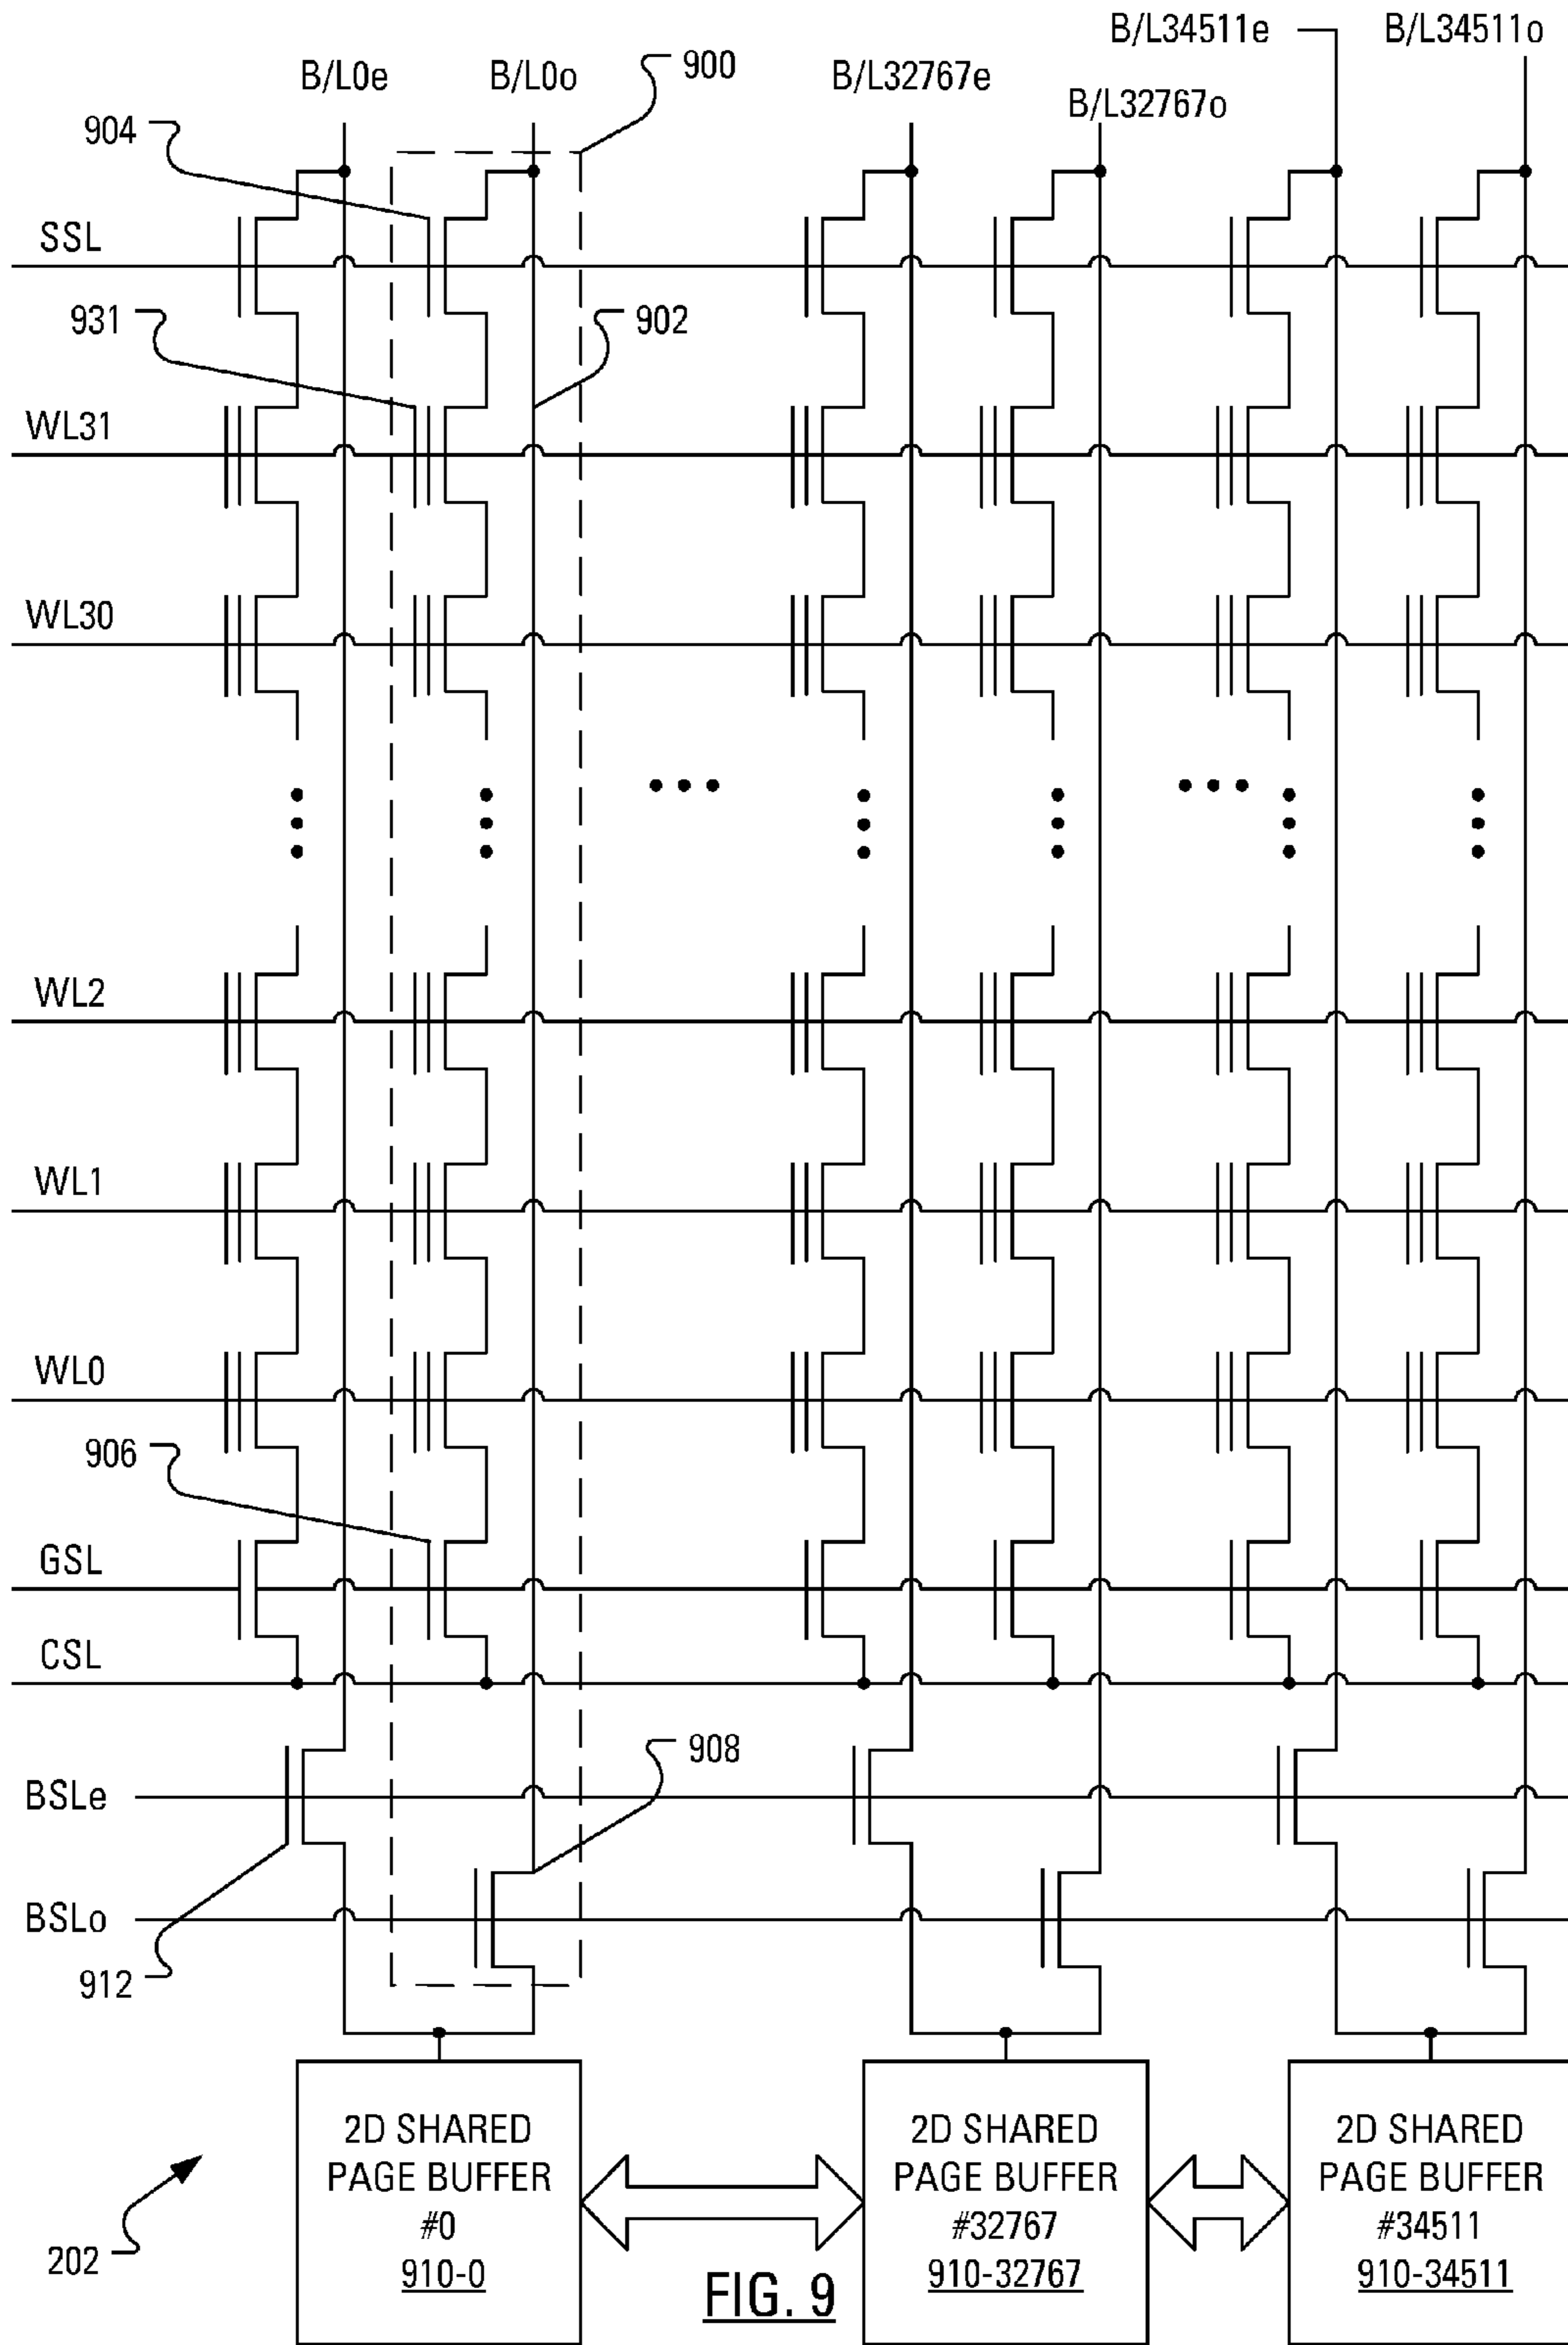 B/L34511e
B/L34511o
B/L0e
B/L0o
900
B/L32767e
B/L32767o
904
SSL
931
902
WL31
WL30
WL2
WL1
WL0
906
GSL
CSL
908
BSLe
BSLo
912
2D SHARED
PAGE BUFFER
#0
910-0
2D SHARED
PAGE BUFFER
#32767
910-32767
2D SHARED
PAGE BUFFER
#34511
910-34511
202
FIG. 9